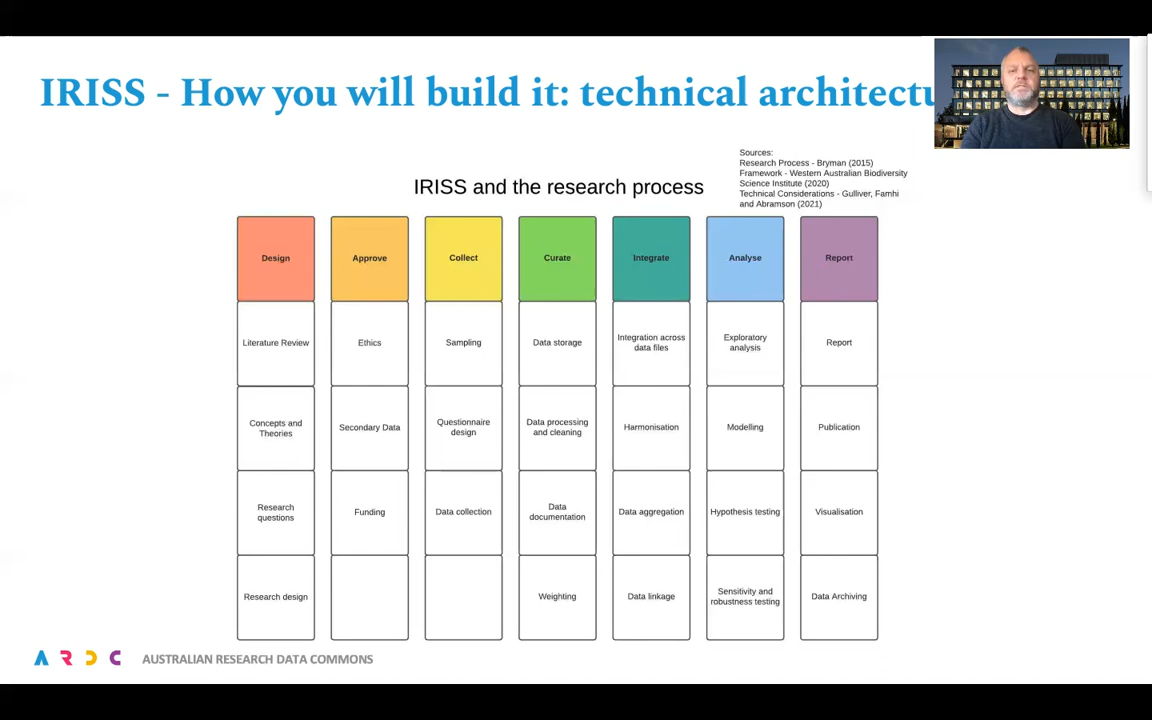 IRISS - How you will build it: technical architectu
Sources:
Research Process - Bryman (2015)
Framework - Western Australian Biodiversity
Science Institute (2020)
Technical Considerations - Gulliver, Famhi
and Abramson (2021)
IRISS and the research process
Design
Approve
Collect
Curate
Integrate
Analyse
Report
Literature Review
Ethics
Sampling
Data storage
Integration across
data files
Exploratory
analysis
Report
Concepts and
Theories
Secondary Data
Questionnaire
design
Data processing
and cleaning
Harmonisation
Modelling
Publication
Research
questions
Funding
Data collection
Data
documentation
Data aggregation
Hypothesis testing
Visualisation
Research design
Weighting
Data linkage
Sensitivity and
robustness testing
Data Archiving
ARDC AUSTRALIAN RESEARCH DATA COMMONS